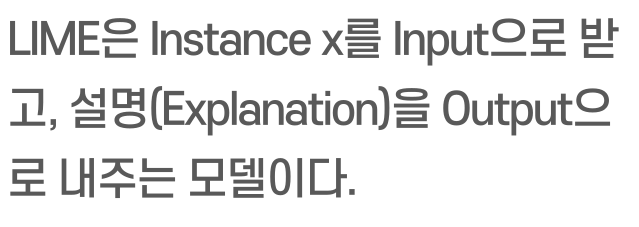 LIME은 Instance x를 Input으로 받
고, 설명(Explanation)을 Output으
로 내주는 모델이다.